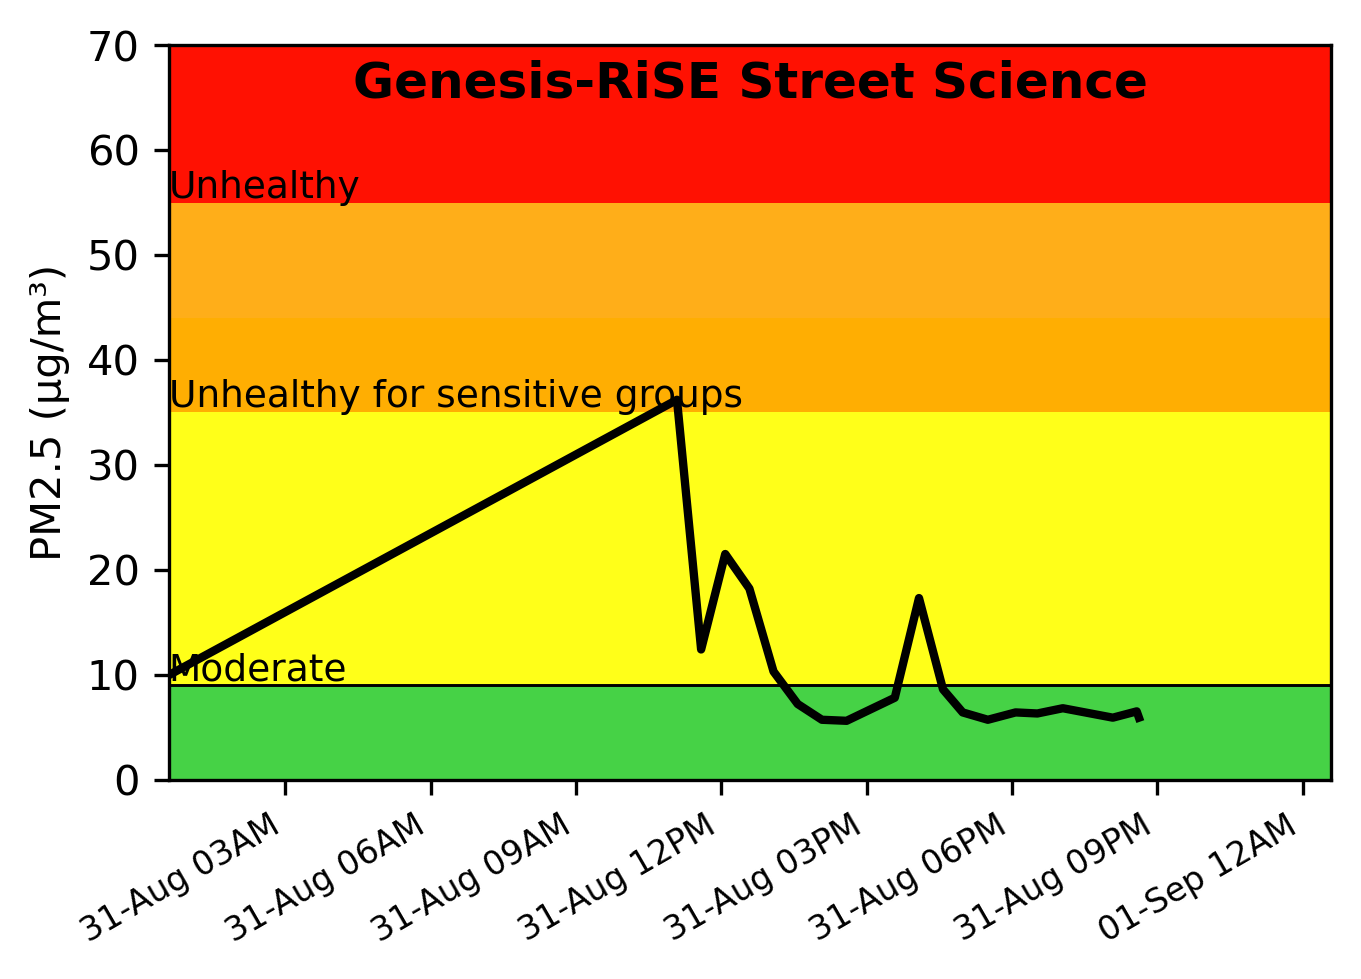 Genesis-RiSE Street Science
PM2.5 (µg/m³)
70
60
50
40
30
20
10
0
Unhealthy
Unhealthy for sensitive groups
Moderate
31-Aug 03AM
31-Aug 06AM
31-Aug 09AM
31-Aug 12PM
31-Aug 03PM
31-Aug 06PM
31-Aug 09PM
01-Sep 12AM